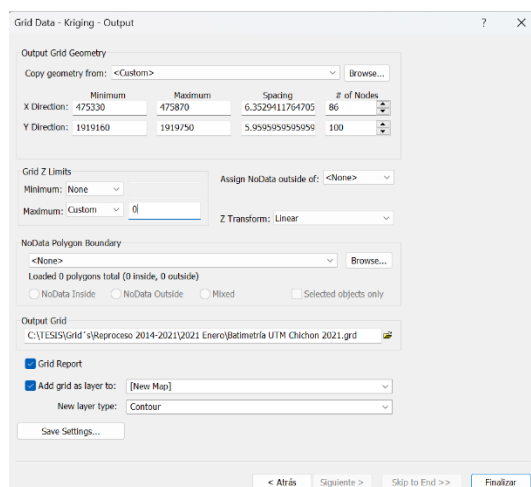 Grid Data - Kriging - Output ? ×
Output Grid Geometry
Copy geometry from: <Custom> Browse...
Minimum Maximum Spacing # of Nodes
X Direction: 475330 475870 6.3529411764705 86
Y Direction: 1919160 1919750 5.9595959595959 100
Grid Z Limits
Minimum: None
Maximum: Custom 0
Assign NoData outside of: <None>
Z Transform: Linear
NoData Polygon Boundary
<None> Browse...
Loaded 0 polygons total (0 inside, 0 outside)
NoData Inside NoData Outside Mixed Selected objects only
Output Grid
C:\TESIS\Grid´s\Reproceso 2014-2021\2021 Enero\Batimetría UTM Chichon 2021.grd
Grid Report
Add grid as layer to: [New Map]
New layer type: Contour
Save Settings...
< Atrás Siguiente > Skip to End >> Finalizar